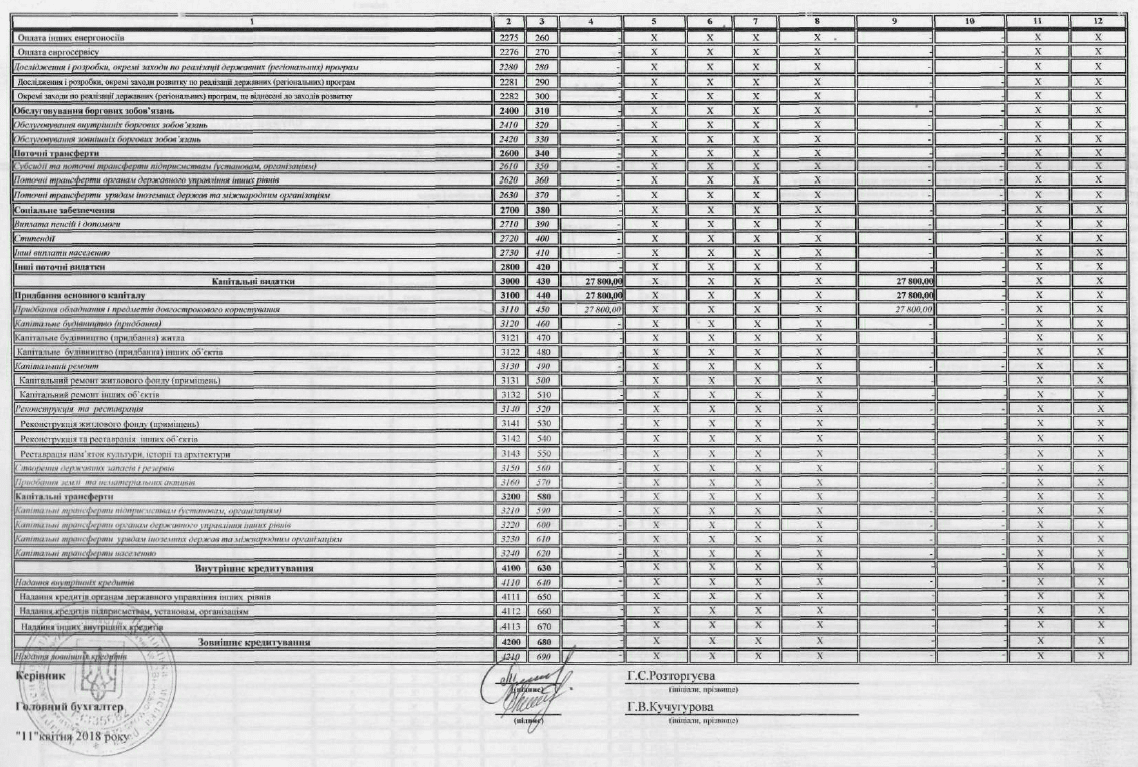 1 2 3 4 5 6 7 8 9 10 11 12
Оплата інших енергоносіїв 2275 260 - X X X X - - X X
Оплата енргосервісу 2276 270 - X X X X - - X X
Дослідження і розробки, окремі заходи по реалізації державних (регіональних) програм 2280 280 - X X X X - - X X
Дослідження і розробки, окремі заходи розвитку по реалізації державних (регіональних) програм 2281 290 - X X X X - - X X
Окремі заходи по реалізації державних (регіональних) програм, не віднесені до заходів розвитку 2282 300 - X X X X - - X X
Обслуговування боргових зобов'язань 2400 310 - X X X X - - X X
Обслуговування внутрішніх боргових зобов'язань 2410 320 - X X X X - - X X
Обслуговування зовнішніх боргових зобов'язань 2420 330 - X X X X - - X X
Поточні трансферти 2600 340 - X X X X - - X X
Субсидії та поточні трансферти підприємствам (установам, організаціям) 2610 350 - X X X X - - X X
Поточні трансферти органам державного управління інших рівнів 2620 360 - X X X X - - X X
Поточні трансферти урядам іноземних держав та міжнародним організаціям 2630 370 - X X X X - - X X
Соціальне забезпечення 2700 380 - X X X X - - X X
Виплата пенсій і допомоги 2710 390 - X X X X - - X X
Стипендії 2720 400 - X X X X - - X X
Інші виплати населенню 2730 410 - X X X X - - X X
Інші поточні видатки 2800 420 - X X X X - - X X
Капітальні видатки 3000 430 27 800,00 X X X X 27 800,00 - X X
Придбання основного капіталу 3100 440 27 800,00 X X X X 27 800,00 - X X
Придбання обладнання і предметів довгострокового користування 3110 450 27 800,00 X X X X 27 800,00 - X X
Капітальне будівництво (придбання) 3120 460 - X X X X - - X X
Капітальне будівництво (придбання) житла 3121 470 - X X X X - - X X
Капітальне будівництво (придбання) інших об'єктів 3122 480 - X X X X - - X X
Капітальний ремонт 3130 490 - X X X X - - X X
Капітальний ремонт житлового фонду (приміщень) 3131 500 - X X X X - - X X
Капітальний ремонт інших об'єктів 3132 510 - X X X X - - X X
Реконструкція та реставрація 3140 520 - X X X X - - X X
Реконструкція житлового фонду (приміщень) 3141 530 - X X X X - - X X
Реконструкція та реставрація інших об'єктів 3142 540 - X X X X - - X X
Реставрація пам'яток культури, історії та архітектури 3143 550 - X X X X - - X X
Створення державних запасів і резервів 3150 560 - X X X X - - X X
Придбання землі та нематеріальних активів 3160 570 - X X X X - - X X
Капітальні трансферти 3200 580 - X X X X - - X X
Капітальні трансферти підприємствам (установам, організаціям) 3210 590 - X X X X - - X X
Капітальні трансферти органам державного управління інших рівнів 3220 600 - X X X X - - X X
Капітальні трансферти урядам іноземних держав та міжнародним організаціям 3230 610 - X X X X - - X X
Капітальні трансферти населенню 3240 620 - X X X X - - X X
Внутрішнє кредитування 4100 630 - X X X X - - X X
Надання внутрішніх кредитів 4110 640 - X X X X - - X X
Надання кредитів органам державного управління інших рівнів 4111 650 - X X X X - - X X
Надання кредитів підприємствам, установам, організаціям 4112 660 - X X X X - - X X
Надання інших внутрішніх кредитів 4113 670 - X X X X - - X X
Зовнішнє кредитування 4200 680 - X X X X - - X X
Надання зовнішніх кредитів 4210 690 - X X X X - - X X
Керівник Г.Є.Розторгуєва
(підпис) (ініціали, прізвище)
Головний бухгалтер Г.В.Кучугурова
(підпис) (ініціали, прізвище)
"11"квітня 2018 року